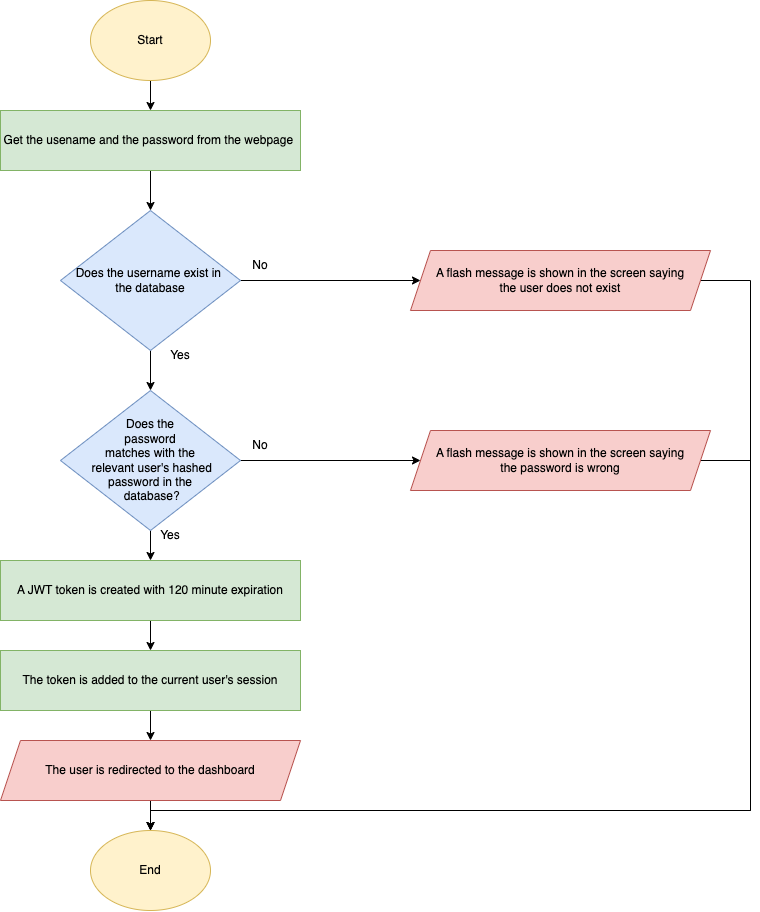 Start
Get the usename and the password from the webpage
Does the username exist in
the database
No
A flash message is shown in the screen saying
the user does not exist
Yes
Does the
password
matches with the
relevant user's hashed
password in the
database?
No
A flash message is shown in the screen saying
the password is wrong
Yes
A JWT token is created with 120 minute expiration
The token is added to the current user's session
The user is redirected to the dashboard
End